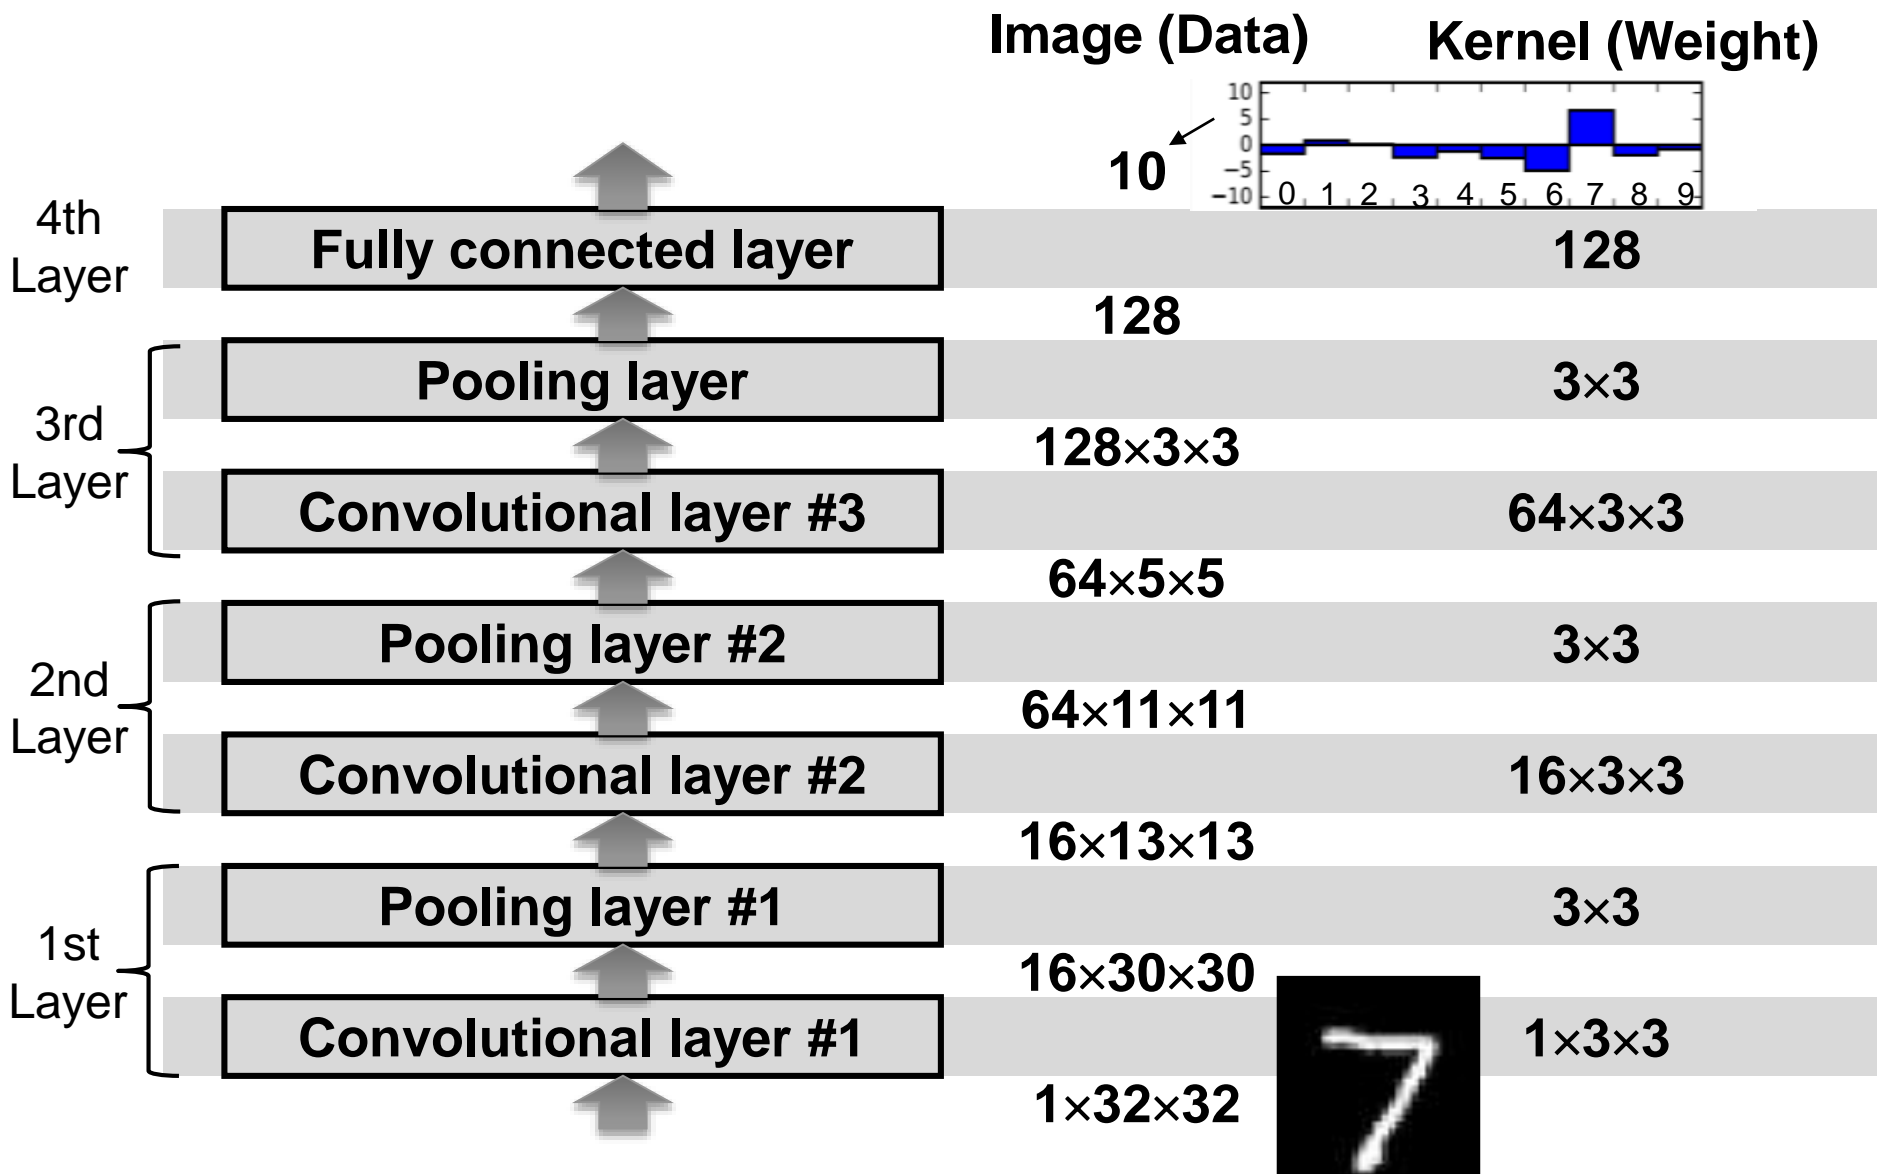 Image (Data) Kernel (Weight)
10
5
0
−5
−10
0 1 2 3 4 5 6 7 8 9
10
4th
Layer
Fully connected layer 128
128
3rd
Layer
Pooling layer 3×3
128×3×3
Convolutional layer #3 64×3×3
64×5×5
2nd
Layer
Pooling layer #2 3×3
64×11×11
Convolutional layer #2 16×3×3
16×13×13
1st
Layer
Pooling layer #1 3×3
16×30×30
Convolutional layer #1 1×3×3
1×32×32
7